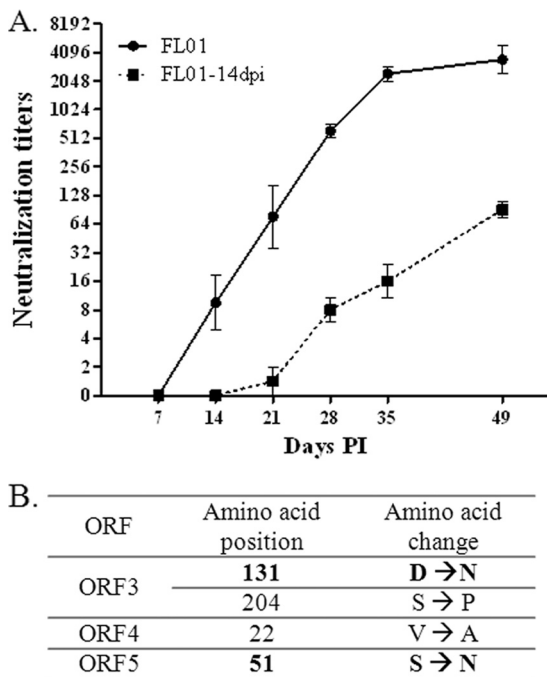 A.
8192
4096
2048
1024
512
256
128
64
32
16
8
4
2
0
Neutralization titers
FL01
FL01-14dpi
7 14 21 28 35 49
Days PI
B.
ORF Amino acid position Amino acid change
ORF3 131 D → N
204 S → P
ORF4 22 V → A
ORF5 51 S → N